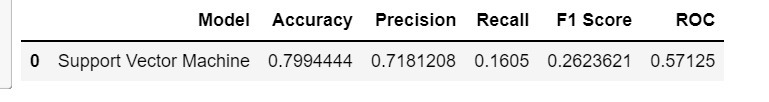 Model Accuracy Precision Recall F1 Score ROC
0 Support Vector Machine 0.7994444 0.7181208 0.1605 0.2623621 0.57125